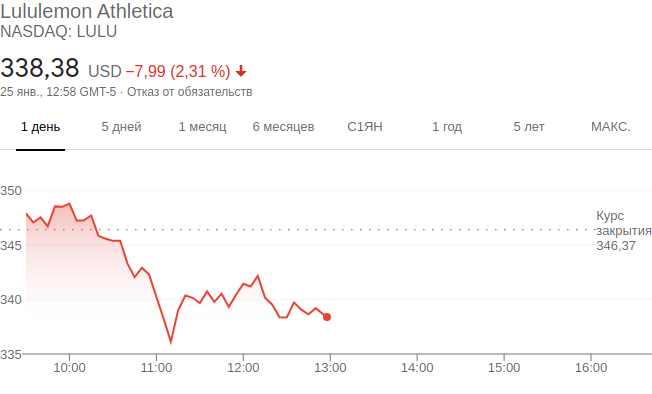 Lululemon Athletica
NASDAQ: LULU
338,38 USD −7,99 (2,31 %)
25 янв., 12:58 GMT-5 · Отказ от обязательств
1 день 5 дней 1 месяц 6 месяцев С1ЯН 1 год 5 лет МАКС.
350
Курс
закрытия
346,37
345
340
335
10:00 11:00 12:00 13:00 14:00 15:00 16:00